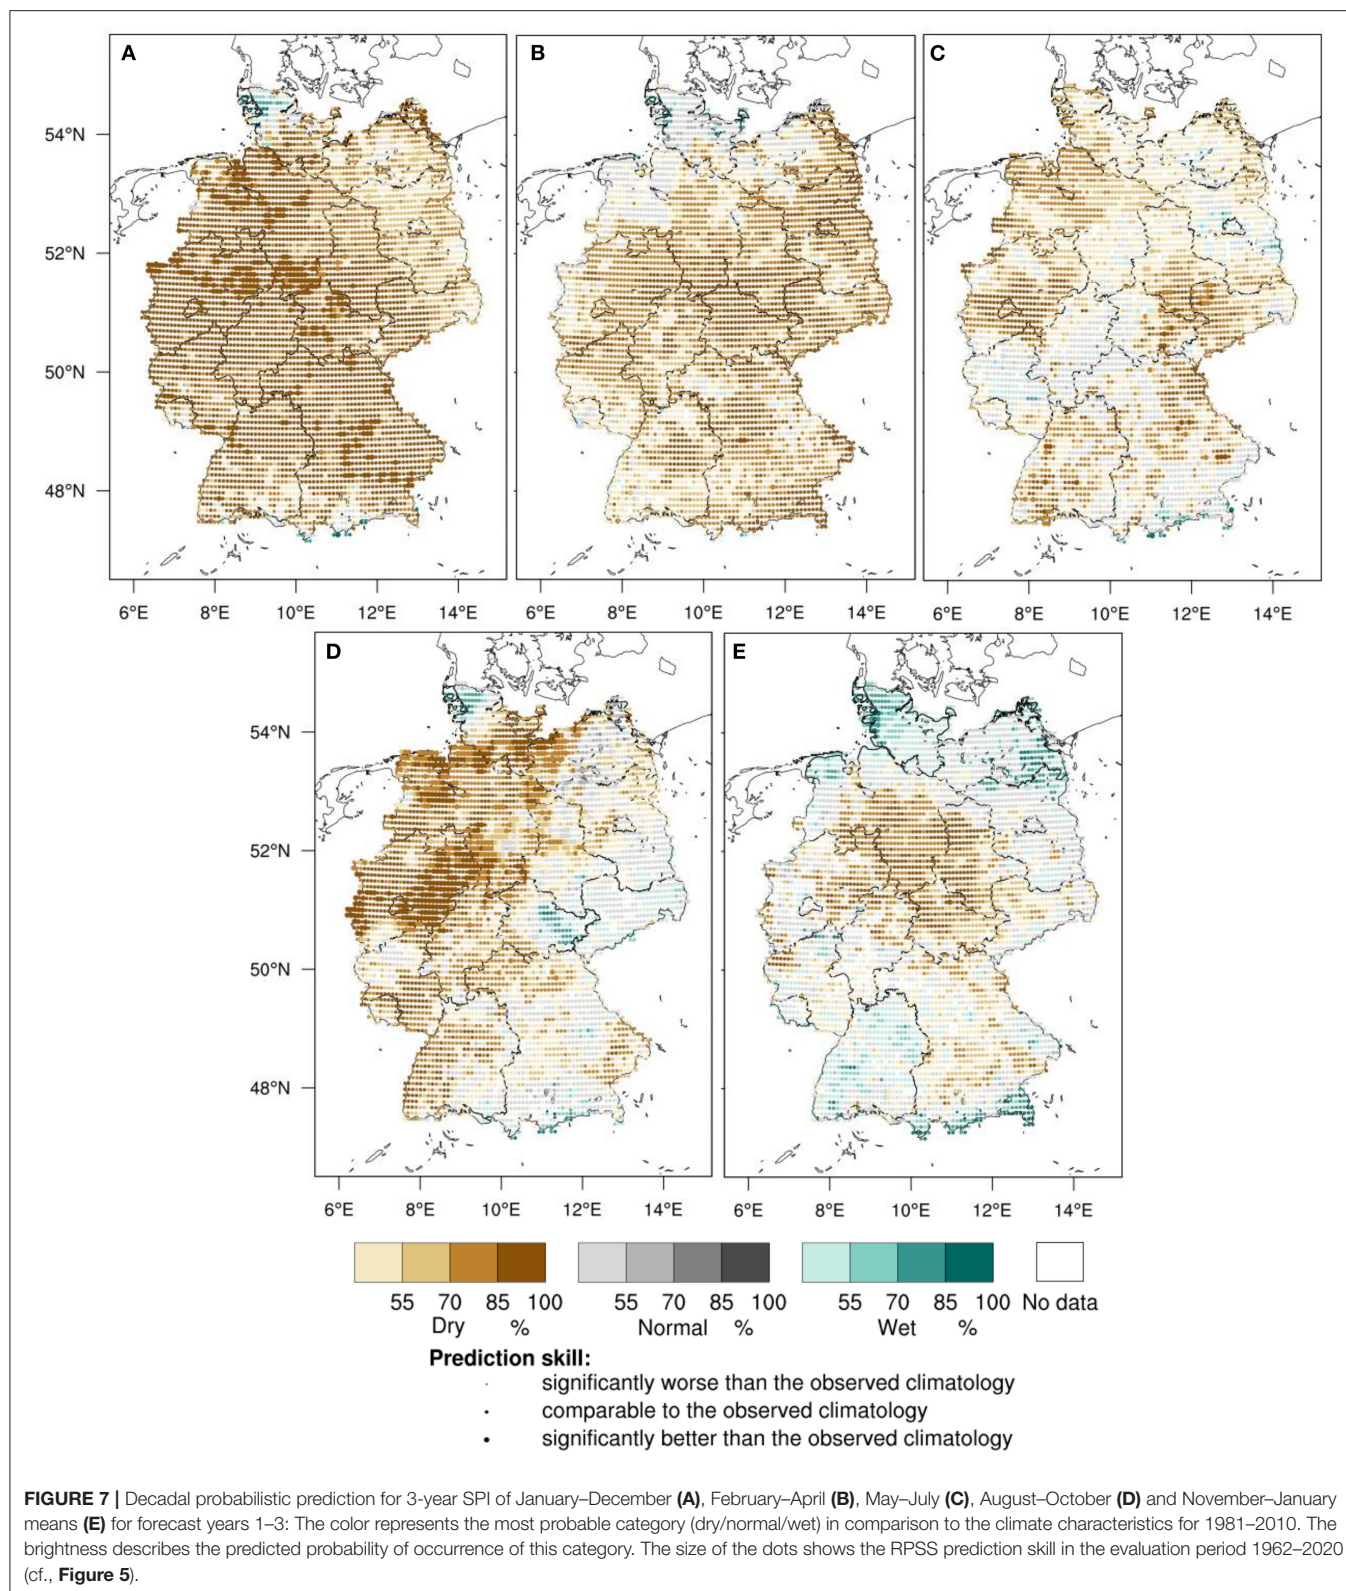 A
B
C
54°N
52°N
50°N
48°N
6°E 8°E 10°E 12°E 14°E 6°E 8°E 10°E 12°E 14°E 6°E 8°E 10°E 12°E 14°E
D
E
54°N
52°N
50°N
48°N
6°E 8°E 10°E 12°E 14°E 6°E 8°E 10°E 12°E 14°E
55 70 85 100 55 70 85 100 55 70 85 100 No data
Dry % Normal % Wet %
Prediction skill:
significantly worse than the observed climatology
comparable to the observed climatology
significantly better than the observed climatology
FIGURE 7 | Decadal probabilistic prediction for 3-year SPI of January–December (A), February–April (B), May–July (C), August–October (D) and November–January
means (E) for forecast years 1–3: The color represents the most probable category (dry/normal/wet) in comparison to the climate characteristics for 1981–2010. The
brightness describes the predicted probability of occurrence of this category. The size of the dots shows the RPSS prediction skill in the evaluation period 1962–2020
(cf., Figure 5).